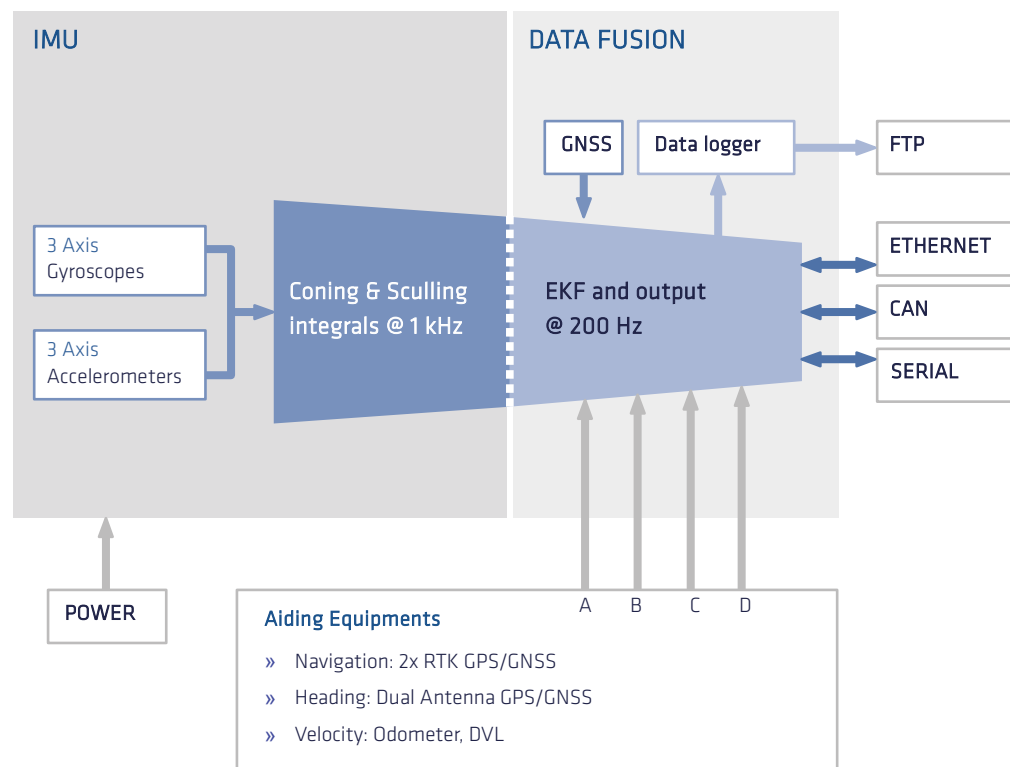 IMU
DATA FUSION
GNSS
Data logger
FTP
3 Axis
Gyroscopes
ETHERNET
Coning & Sculling
integrals @ 1 kHz
EKF and output
@ 200 Hz
CAN
3 Axis
Accelerometers
SERIAL
POWER
A B C D
Aiding Equipments
» Navigation: 2x RTK GPS/GNSS
» Heading: Dual Antenna GPS/GNSS
» Velocity: Odometer, DVL